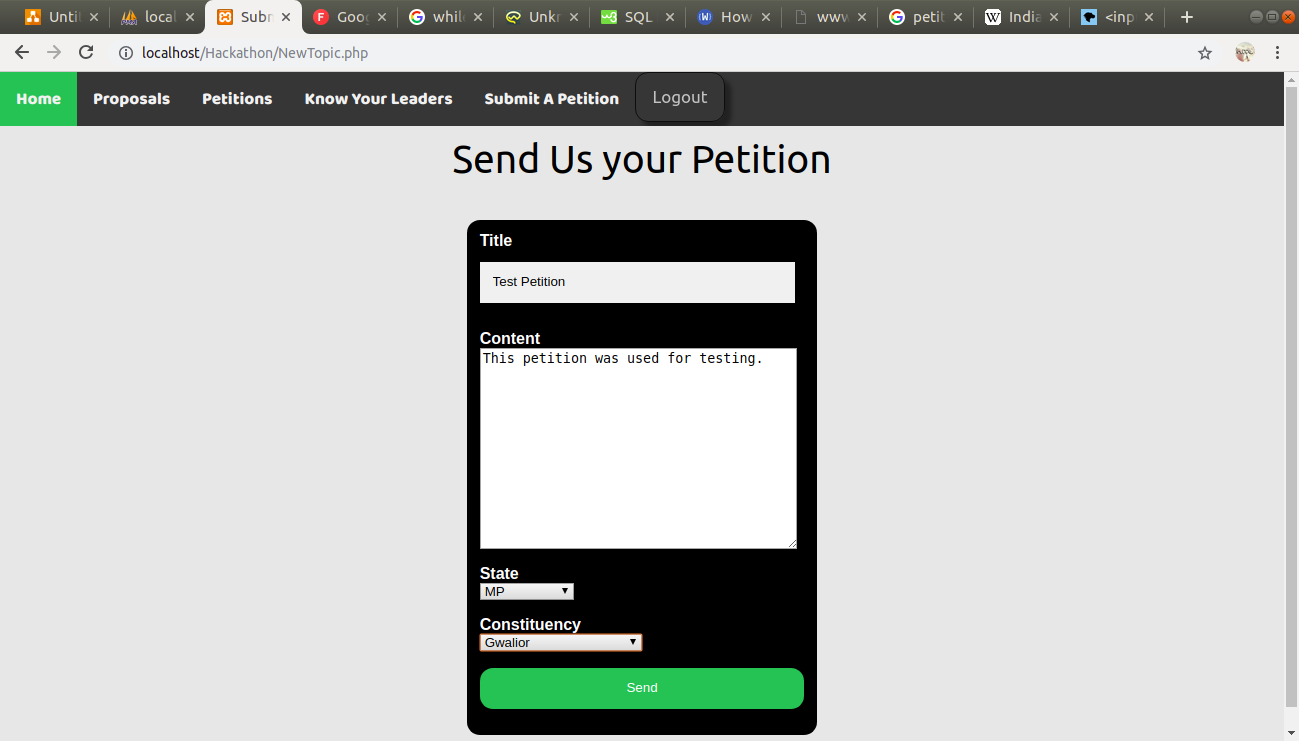 Unti
local
Subm
Goog
while
Unkn
SQL
How
www
petit
India
<inp
localhost/Hackathon/NewTopic.php
Home Proposals Petitions Know Your Leaders Submit A Petition Logout
Send Us your Petition
Title
Test Petition
Content
This petition was used for testing.
State
MP
Constituency
Gwalior
Send